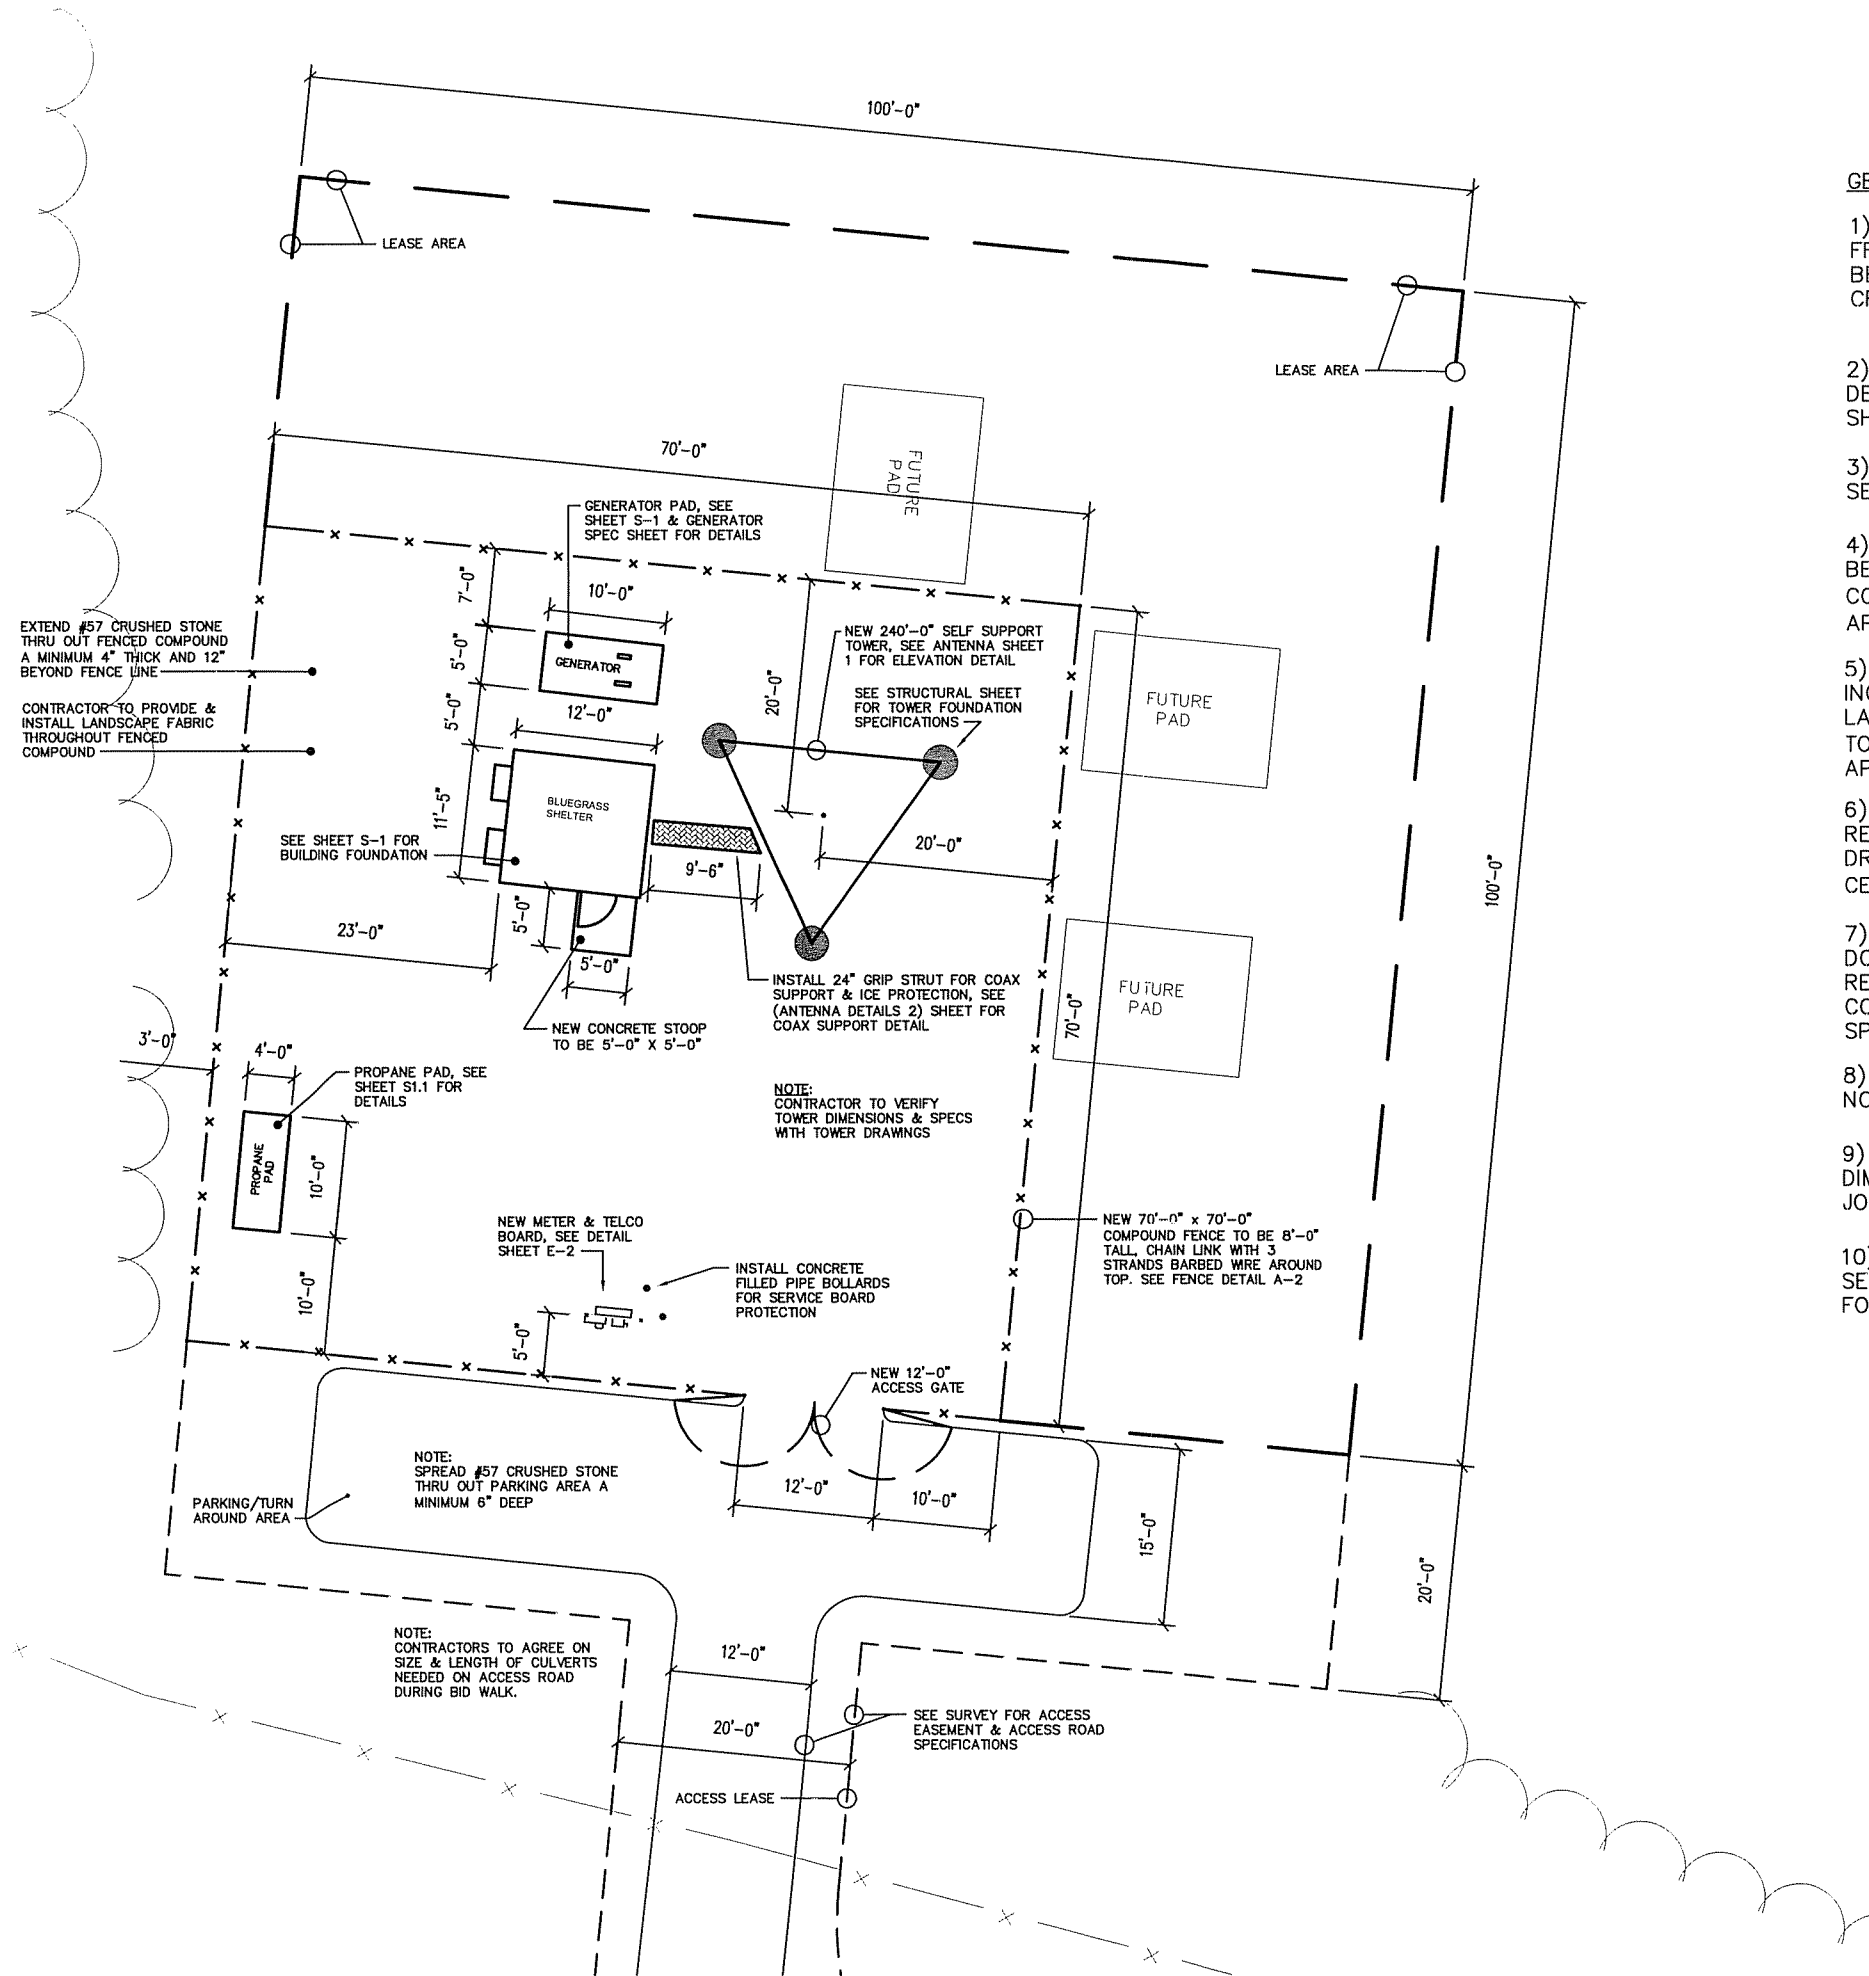 100'-0"
LEASE AREA
LEASE AREA
70'-0"
FUTURE
PAD
GENERATOR PAD, SEE
SHEET S-1 & GENERATOR
SPEC SHEET FOR DETAILS
7'-0"
10'-0"
5'-0"
GENERATOR
5'-0"
12'-0"
EXTEND #57 CRUSHED STONE
THRU OUT FENCED COMPOUND
A MINIMUM 4" THICK AND 12"
BEYOND FENCE LINE
CONTRACTOR TO PROVIDE &
INSTALL LANDSCAPE FABRIC
THROUGHOUT FENCED
COMPOUND
NEW 240'-0" SELF SUPPORT
TOWER, SEE ANTENNA SHEET
1 FOR ELEVATION DETAIL
20'-0"
SEE STRUCTURAL SHEET
FOR TOWER FOUNDATION
SPECIFICATIONS
FUTURE
PAD
11'-5"
BLUEGRASS
SHELTER
SEE SHEET S-1 FOR
BUILDING FOUNDATION
20'-0"
9'-6"
100'-0"
23'-0"
5'-0"
5'-0"
INSTALL 24" GRIP STRUT FOR COAX
SUPPORT & ICE PROTECTION, SEE
(ANTENNA DETAILS 2) SHEET FOR
COAX SUPPORT DETAIL
70'-0"
FUTURE
PAD
NEW CONCRETE STOOP
TO BE 5'-0" X 5'-0"
3'-0"
4'-0"
PROPANE PAD, SEE
SHEET S1.1 FOR
DETAILS
NOTE:
CONTRACTOR TO VERIFY
TOWER DIMENSIONS & SPECS
WITH TOWER DRAWINGS
PROPANE
PAD
10'-0"
NEW METER & TELCO
BOARD, SEE DETAIL
SHEET E-2
NEW 70'-0" x 70'-0"
COMPOUND FENCE TO BE 8'-0"
TALL, CHAIN LINK WITH 3
STRANDS BARBED WIRE AROUND
TOP. SEE FENCE DETAIL A-2
INSTALL CONCRETE
FILLED PIPE BOLLARDS
FOR SERVICE BOARD
PROTECTION
10'-0"
5'-0"
NEW 12'-0"
ACCESS GATE
NOTE:
SPREAD #57 CRUSHED STONE
THRU OUT PARKING AREA A
MINIMUM 6" DEEP
12'-0"
10'-0"
PARKING/TURN
AROUND AREA
15'-0"
20'-0"
NOTE:
CONTRACTORS TO AGREE ON
SIZE & LENGTH OF CULVERTS
NEEDED ON ACCESS ROAD
DURING BID WALK.
12'-0"
20'-0"
SEE SURVEY FOR ACCESS
EASEMENT & ACCESS ROAD
SPECIFICATIONS
ACCESS LEASE
1)
2)
3)
4)
5)
6)
7)
8)
9)